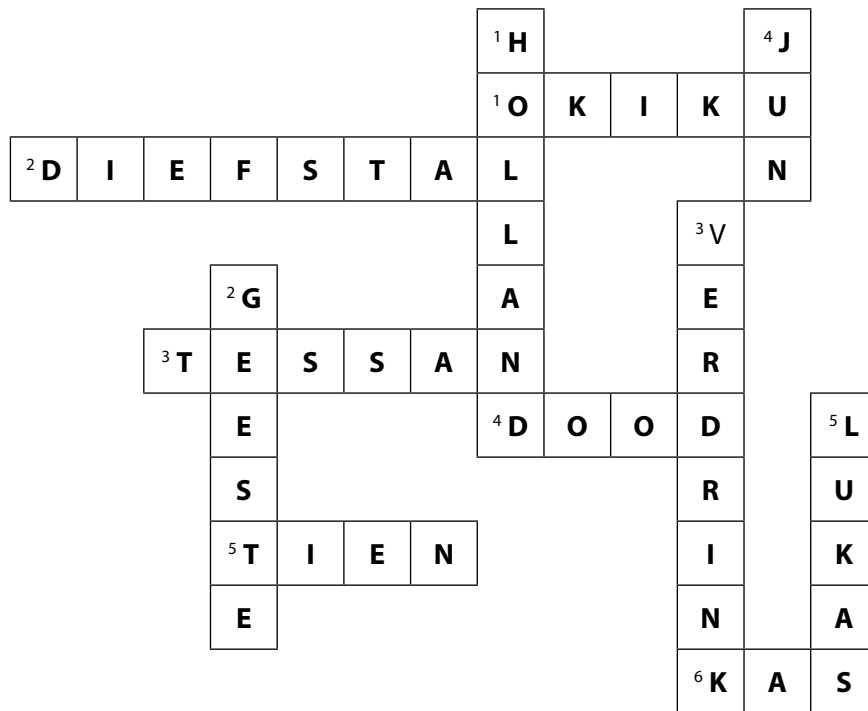 1 H 4 J
1 O K I K U
2 D I E F S T A L N
L 3 V
2 G A E
3 T E S S A N R
E 4 D O O D 5 L
S R U
5 T I E N I K
E N A
6 K A S